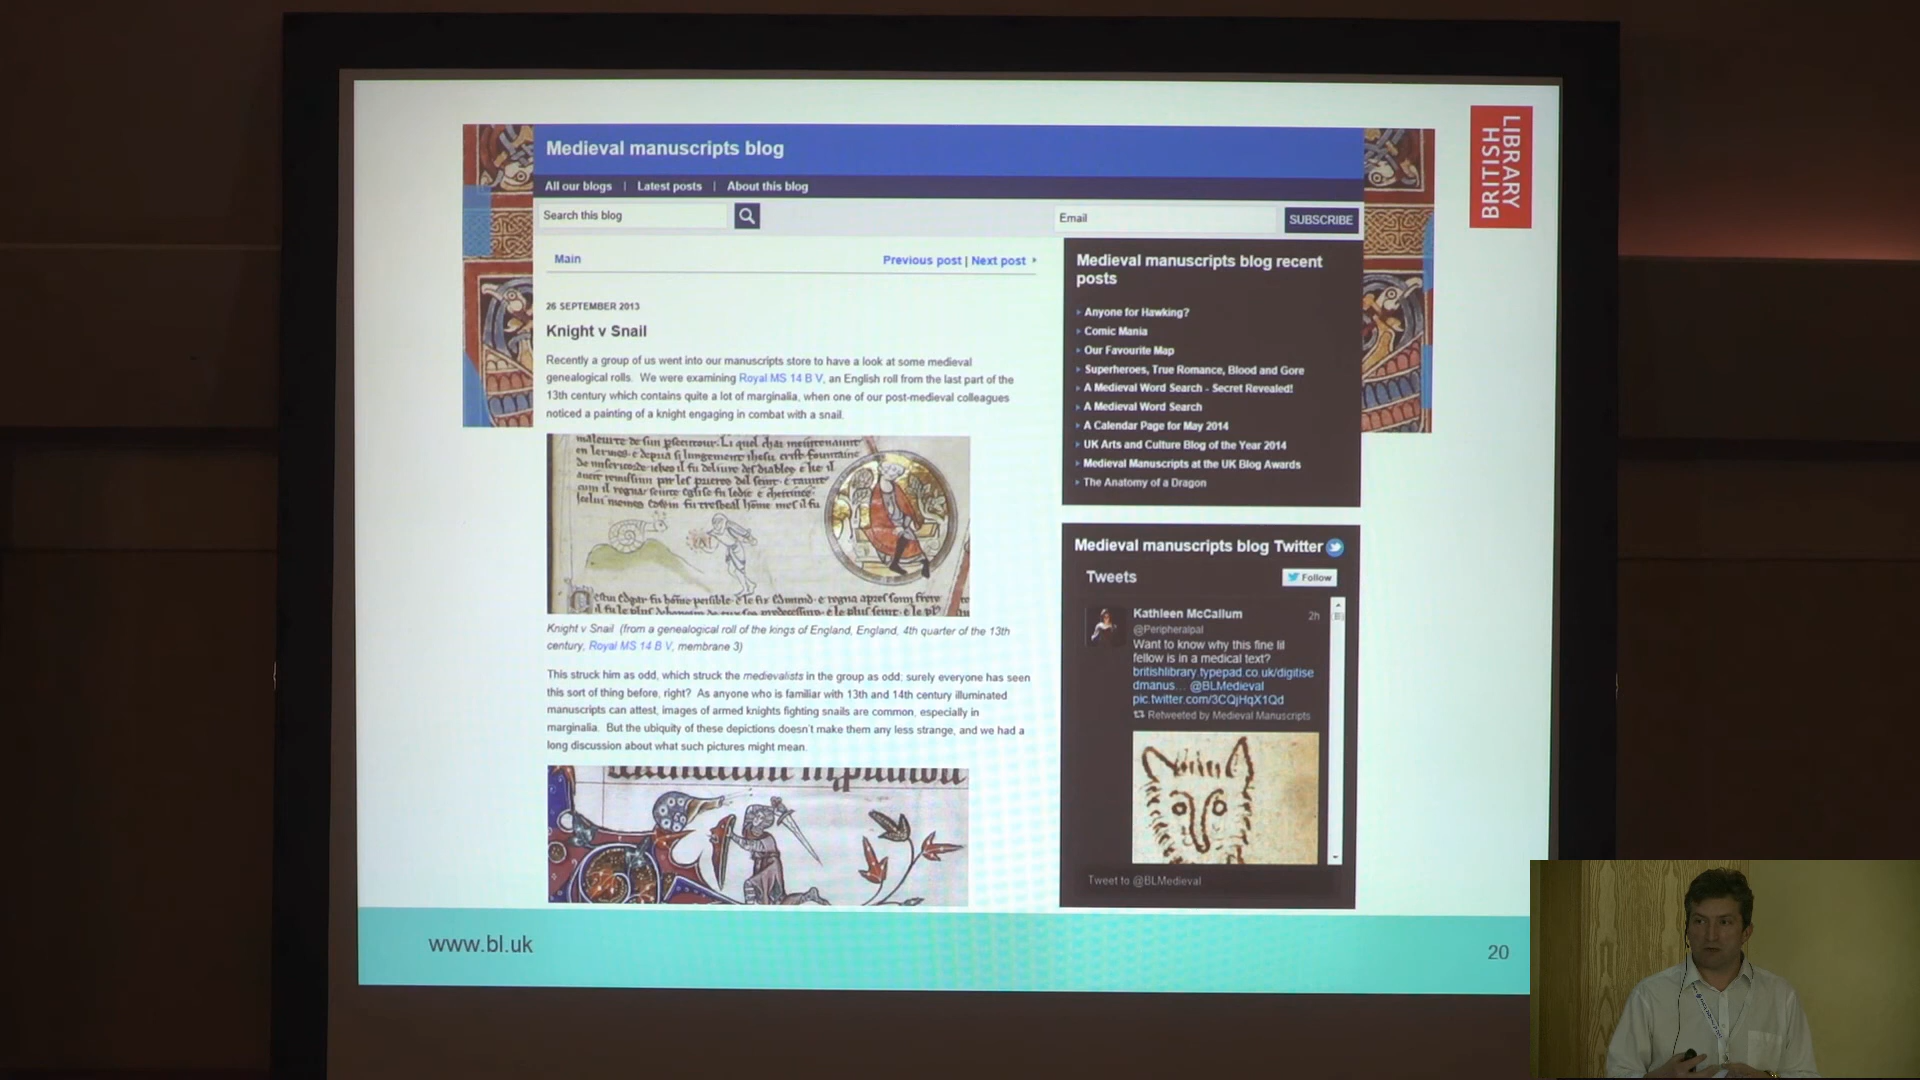 Medieval manuscripts blog
All our blogs | Latest posts | About this blog
Search this blog
Email
SUBSCRIBE
BRITISH
LIBRARY
Main
Previous post | Next post
26 SEPTEMBER 2013
Knight v Snail
Recently a group of us went into our manuscripts store to have a look at some medieval
genealogical rolls. We were examining Royal MS 14 B V, an English roll from the last part of the
13th century which contains quite a lot of marginalia, when one of our post-medieval colleagues
noticed a painting of a knight engaging in combat with a snail.
Knight v Snail (from a genealogical roll of the kings of England, England, 4th quarter of the 13th
century, Royal MS 14 B V, membrane 3)
This struck him as odd, which struck the medievalists in the group as odd; surely everyone has seen
this sort of thing before, right? As anyone who is familiar with 13th and 14th century illuminated
manuscripts can attest, images of armed knights fighting snails are common, especially in
marginalia. But the ubiquity of these depictions doesn't make them any less strange, and we had a
long discussion about what such pictures might mean.
Medieval manuscripts blog recent
posts
Anyone for Hawking?
Comic Mania
Our Favourite Map
Superheroes, True Romance, Blood and Gore
A Medieval Word Search - Secret Revealed!
A Medieval Word Search
A Calendar Page for May 2014
UK Arts and Culture Blog of the Year 2014
Medieval Manuscripts at the UK Blog Awards
The Anatomy of a Dragon
Medieval manuscripts blog Twitter
Tweets
Follow
Kathleen McCallum
2h
@Peripheralpal
Want to know why this fine lil
fellow is in a medical text?
britishlibrary.typepad.co.uk/digitise
dmanus... @BLMedieval
pic.twitter.com/3CQjHqX1Qd
Retweeted by Medieval Manuscripts
Tweet to @BLMedieval
www.bl.uk
20